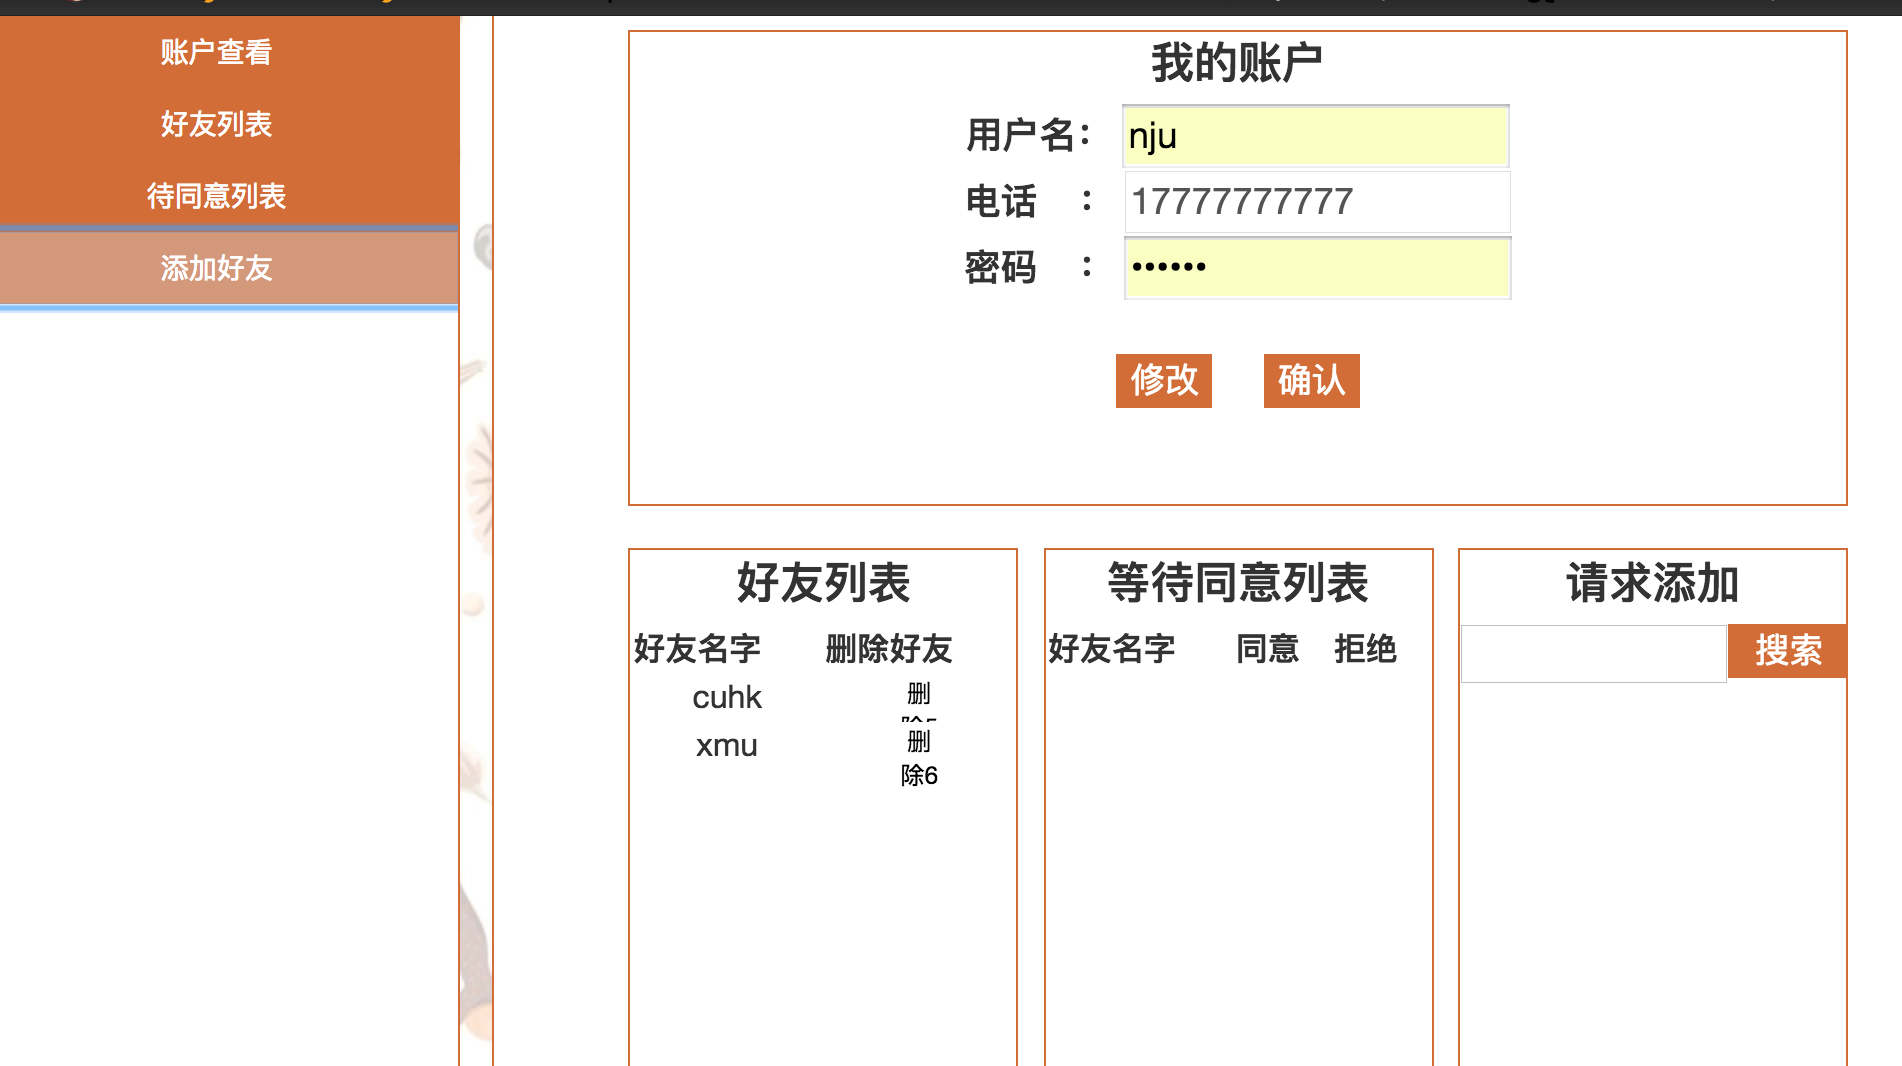 账户查看
好友列表
待同意列表
添加好友
我的账户
用户名： nju
电话 ： 17777777777
密码 ： ••••••
修改 确认
好友列表
好友名字 删除好友
cuhk 删
xmu 删
除6
等待同意列表
好友名字 同意 拒绝
请求添加
搜索